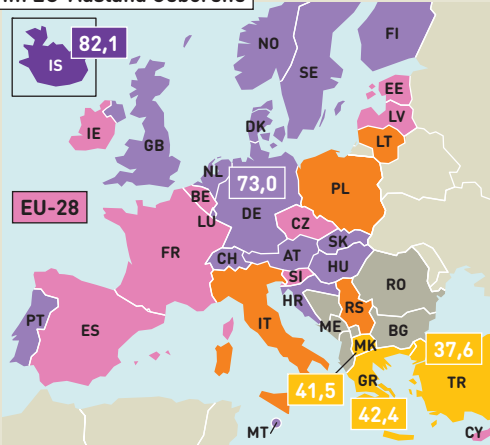 im EU-Ausland Geborene
IS
82,1
NO
FI
SE
EE
LV
LT
IE
GB
DK
NL
73,0
PL
EU-28
BE
DE
LU
CZ
SK
FR
CH
AT
HU
SI
RO
HR
PT
ES
IT
RS
ME
BG
MK
37,6
41,5
GR
TR
42,4
MT
CY